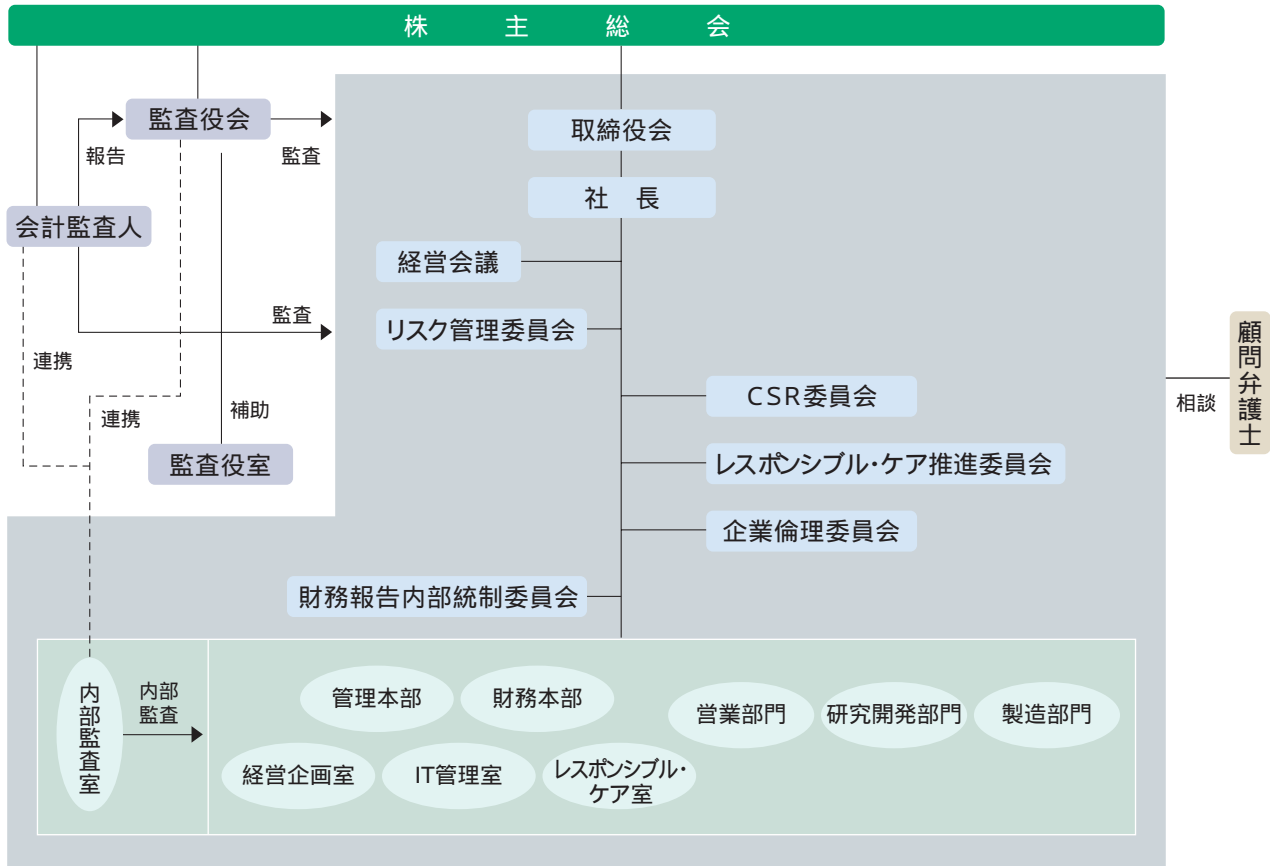 株主総会
監査役会
報告
監査
取締役会
社長
会計監査人
経営会議
監査
リスク管理委員会
連携
連携
補助
CSR委員会
相談
顧問弁護士
監査役室
レスポンシブル・ケア推進委員会
企業倫理委員会
財務報告内部統制委員会
内部監査室
内部
監査
管理本部
財務本部
営業部門
研究開発部門
製造部門
経営企画室
IT管理室
レスポンシブル・
ケア室